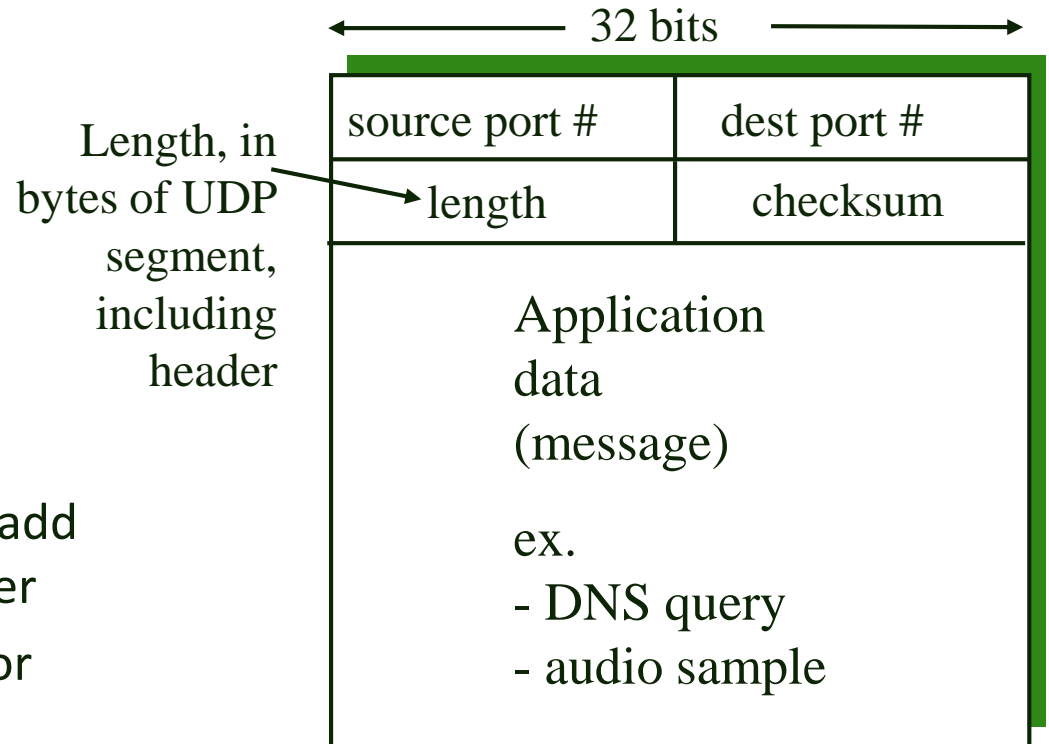 32 bits
source port #
dest port #
Length, in
bytes of UDP
segment,
including
header
length
checksum
Application
data
(message)
ex.
- DNS query
- audio sample
add
er
or